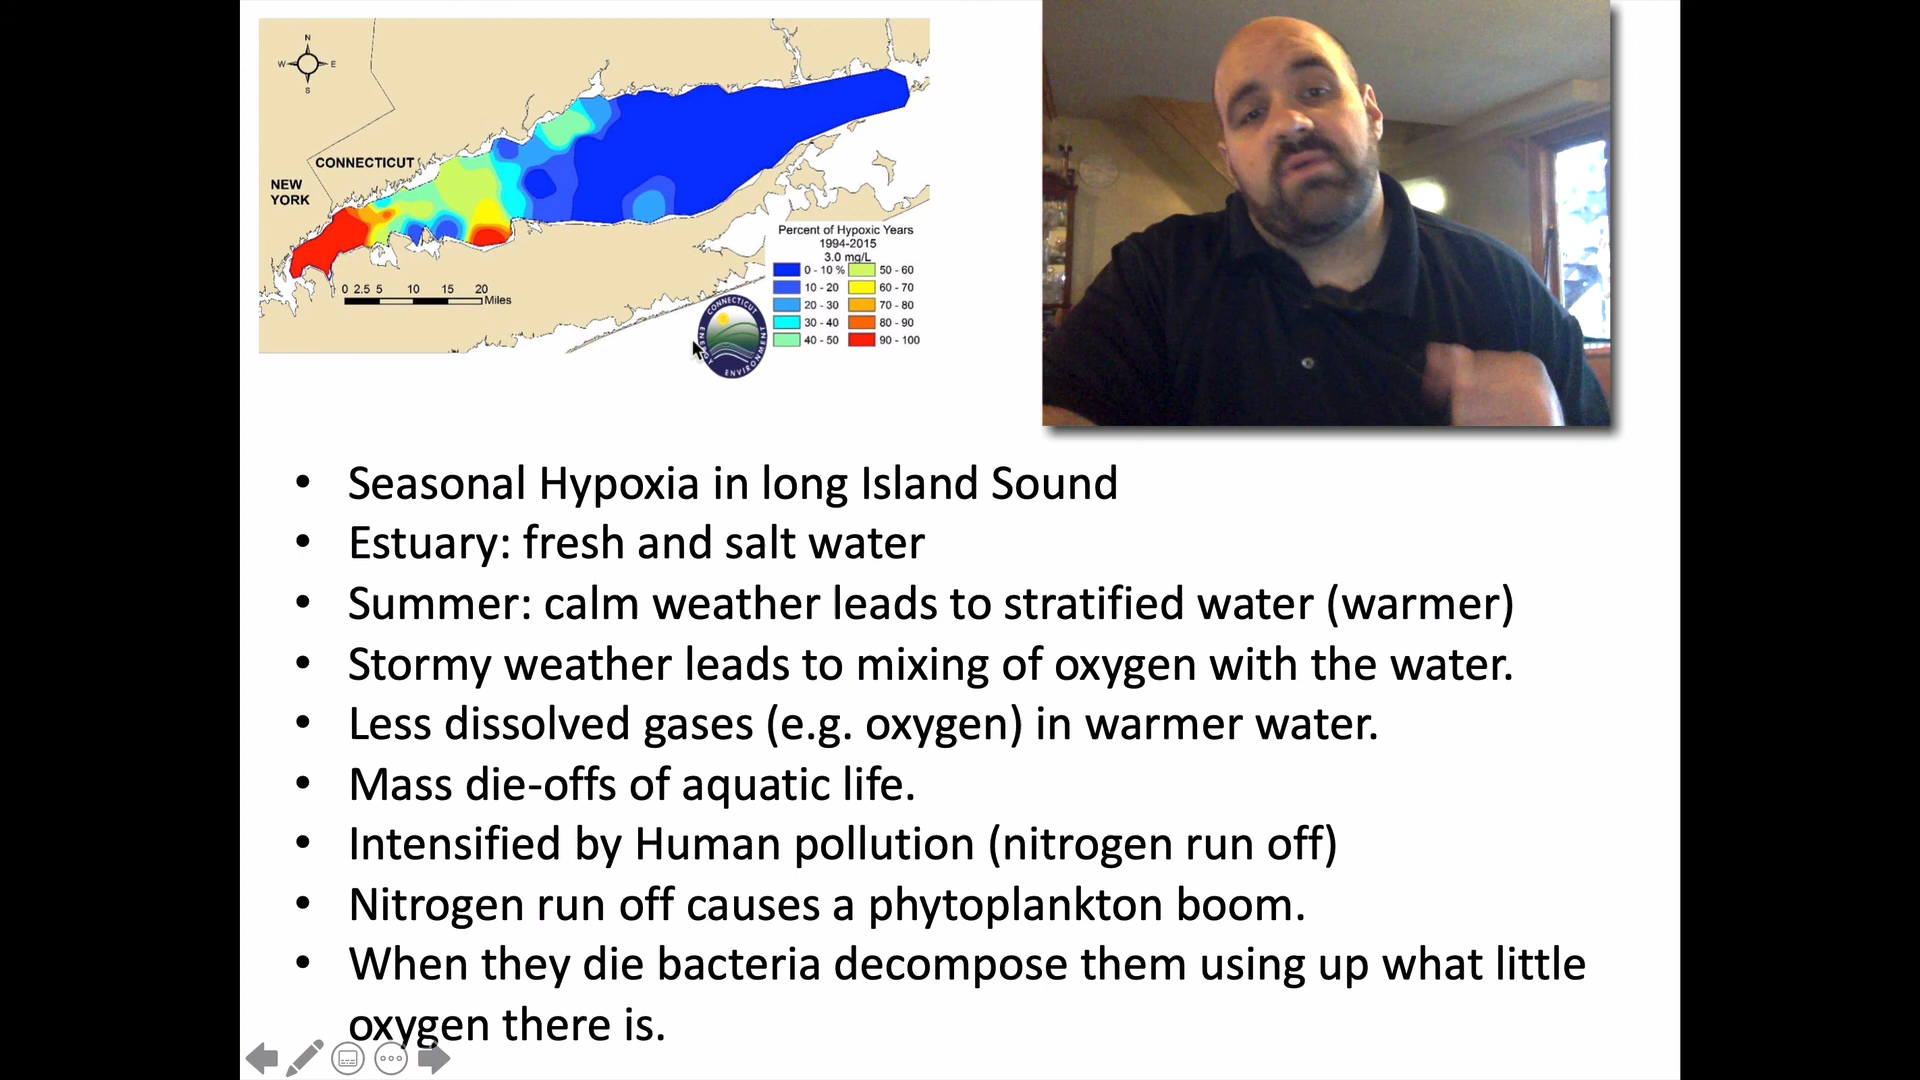 N
W
E
S
CONNECTICUT
NEW
YORK
0 2.5 5 10 15 20
Miles
Percent of Hypoxic Years
1994-2015
3.0 mg/L
0 - 10 % 50 - 60
10 - 20 60 - 70
20 - 30 70 - 80
30 - 40 80 - 90
40 - 50 90 - 100
CONNECTICUT
ENERGY
ENVIRONMENT
• Seasonal Hypoxia in long Island Sound
• Estuary: fresh and salt water
• Summer: calm weather leads to stratified water (warmer)
• Stormy weather leads to mixing of oxygen with the water.
• Less dissolved gases (e.g. oxygen) in warmer water.
• Mass die-offs of aquatic life.
• Intensified by Human pollution (nitrogen run off)
• Nitrogen run off causes a phytoplankton boom.
• When they die bacteria decompose them using up what little
oxygen there is.